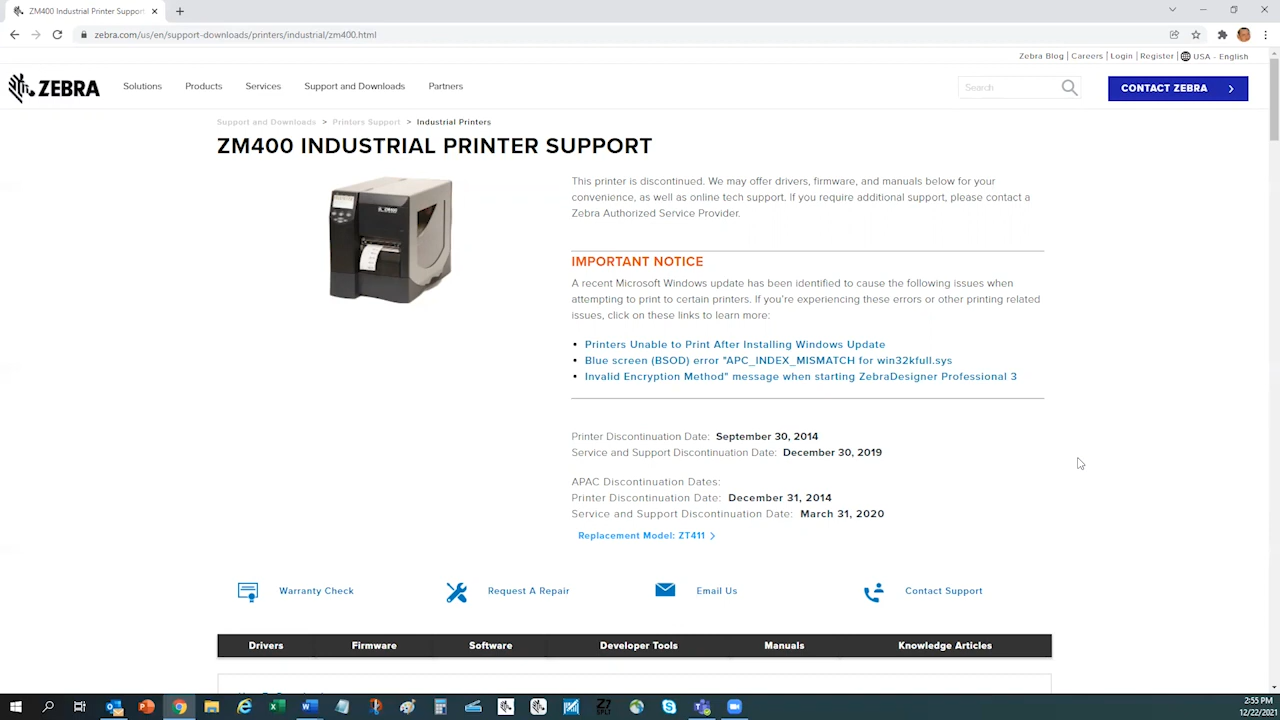 ZM400 Industrial Printer Support
zebra.com/us/en/support-downloads/printers/industrial/zm400.html
Zebra Blog | Careers | Login | Register | USA - English
ZEBRA
Solutions
Products
Services
Support and Downloads
Partners
Search
CONTACT ZEBRA
Support and Downloads > Printers Support > Industrial Printers
ZM400 INDUSTRIAL PRINTER SUPPORT
This printer is discontinued. We may offer drivers, firmware, and manuals below for your
convenience, as well as online tech support. If you require additional support, please contact a
Zebra Authorized Service Provider.
IMPORTANT NOTICE
A recent Microsoft Windows update has been identified to cause the following issues when
attempting to print to certain printers. If you're experiencing these errors or other printing related
issues, click on these links to learn more:
• Printers Unable to Print After Installing Windows Update
• Blue screen (BSOD) error "APC_INDEX_MISMATCH for win32kfull.sys
• Invalid Encryption Method" message when starting ZebraDesigner Professional 3
Printer Discontinuation Date: September 30, 2014
Service and Support Discontinuation Date: December 30, 2019
APAC Discontinuation Dates:
Printer Discontinuation Date: December 31, 2014
Service and Support Discontinuation Date: March 31, 2020
Replacement Model: ZT411
Warranty Check
Request A Repair
Email Us
Contact Support
Drivers
Firmware
Software
Developer Tools
Manuals
Knowledge Articles
2:55 PM
12/22/2021